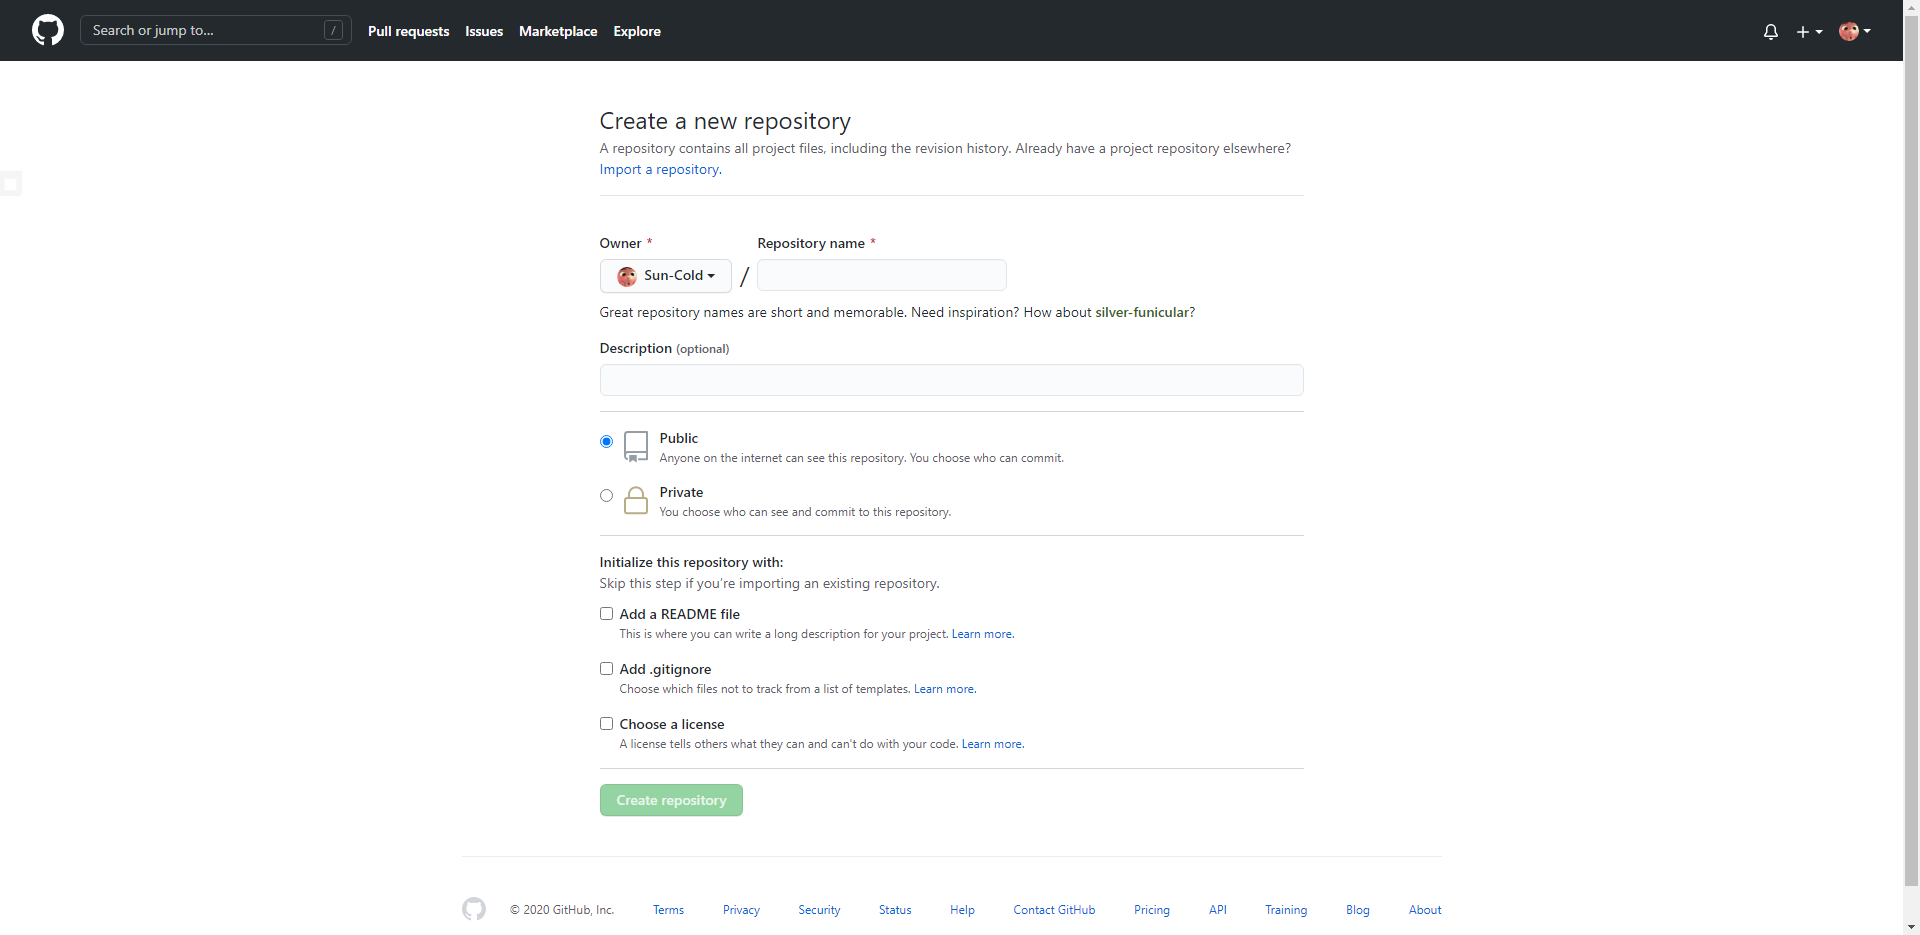 Search or jump to... /
Pull requests Issues Marketplace Explore
Create a new repository
A repository contains all project files, including the revision history. Already have a project repository elsewhere?
Import a repository.
Owner * Repository name *
Sun-Cold /
Great repository names are short and memorable. Need inspiration? How about silver-funicular?
Description (optional)
Public
Anyone on the internet can see this repository. You choose who can commit.
Private
You choose who can see and commit to this repository.
Initialize this repository with:
Skip this step if you're importing an existing repository.
Add a README file
This is where you can write a long description for your project. Learn more.
Add .gitignore
Choose which files not to track from a list of templates. Learn more.
Choose a license
A license tells others what they can and can't do with your code. Learn more.
Create repository
© 2020 GitHub, Inc. Terms Privacy Security Status Help Contact GitHub Pricing API Training Blog About